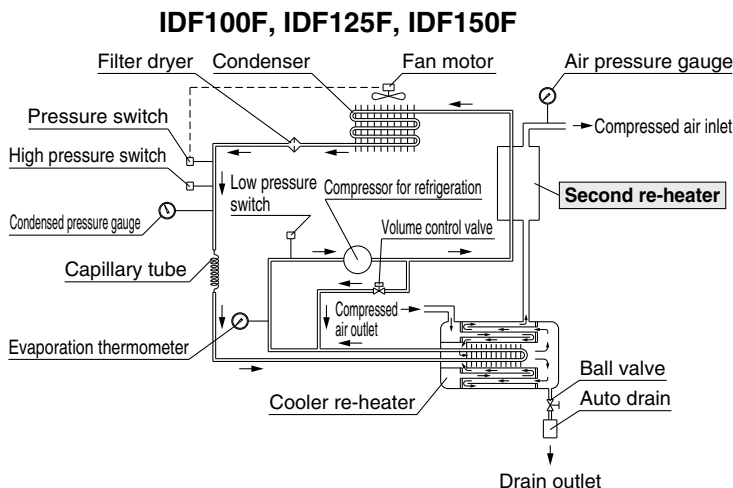 IDF100F, IDF125F, IDF150F
Filter dryer
Condenser
Fan motor
Air pressure gauge
Pressure switch
Compressed air inlet
High pressure switch
Low pressure
switch
Compressor for refrigeration
Second re-heater
Condensed pressure gauge
Volume control valve
Capillary tube
Compressed
air outlet
Evaporation thermometer
Ball valve
Cooler re-heater
Auto drain
Drain outlet